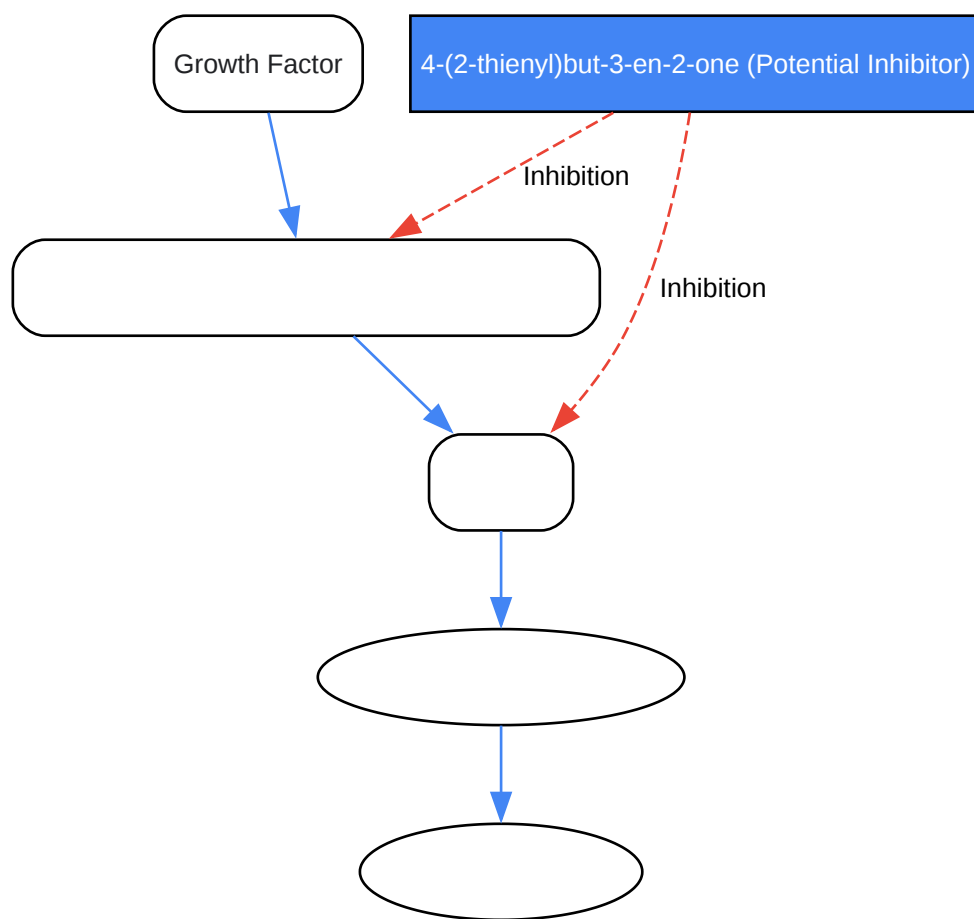 Growth Factor
4-(2-thienyl)but-3-en-2-one (Potential Inhibitor)
Inhibition
Inhibition